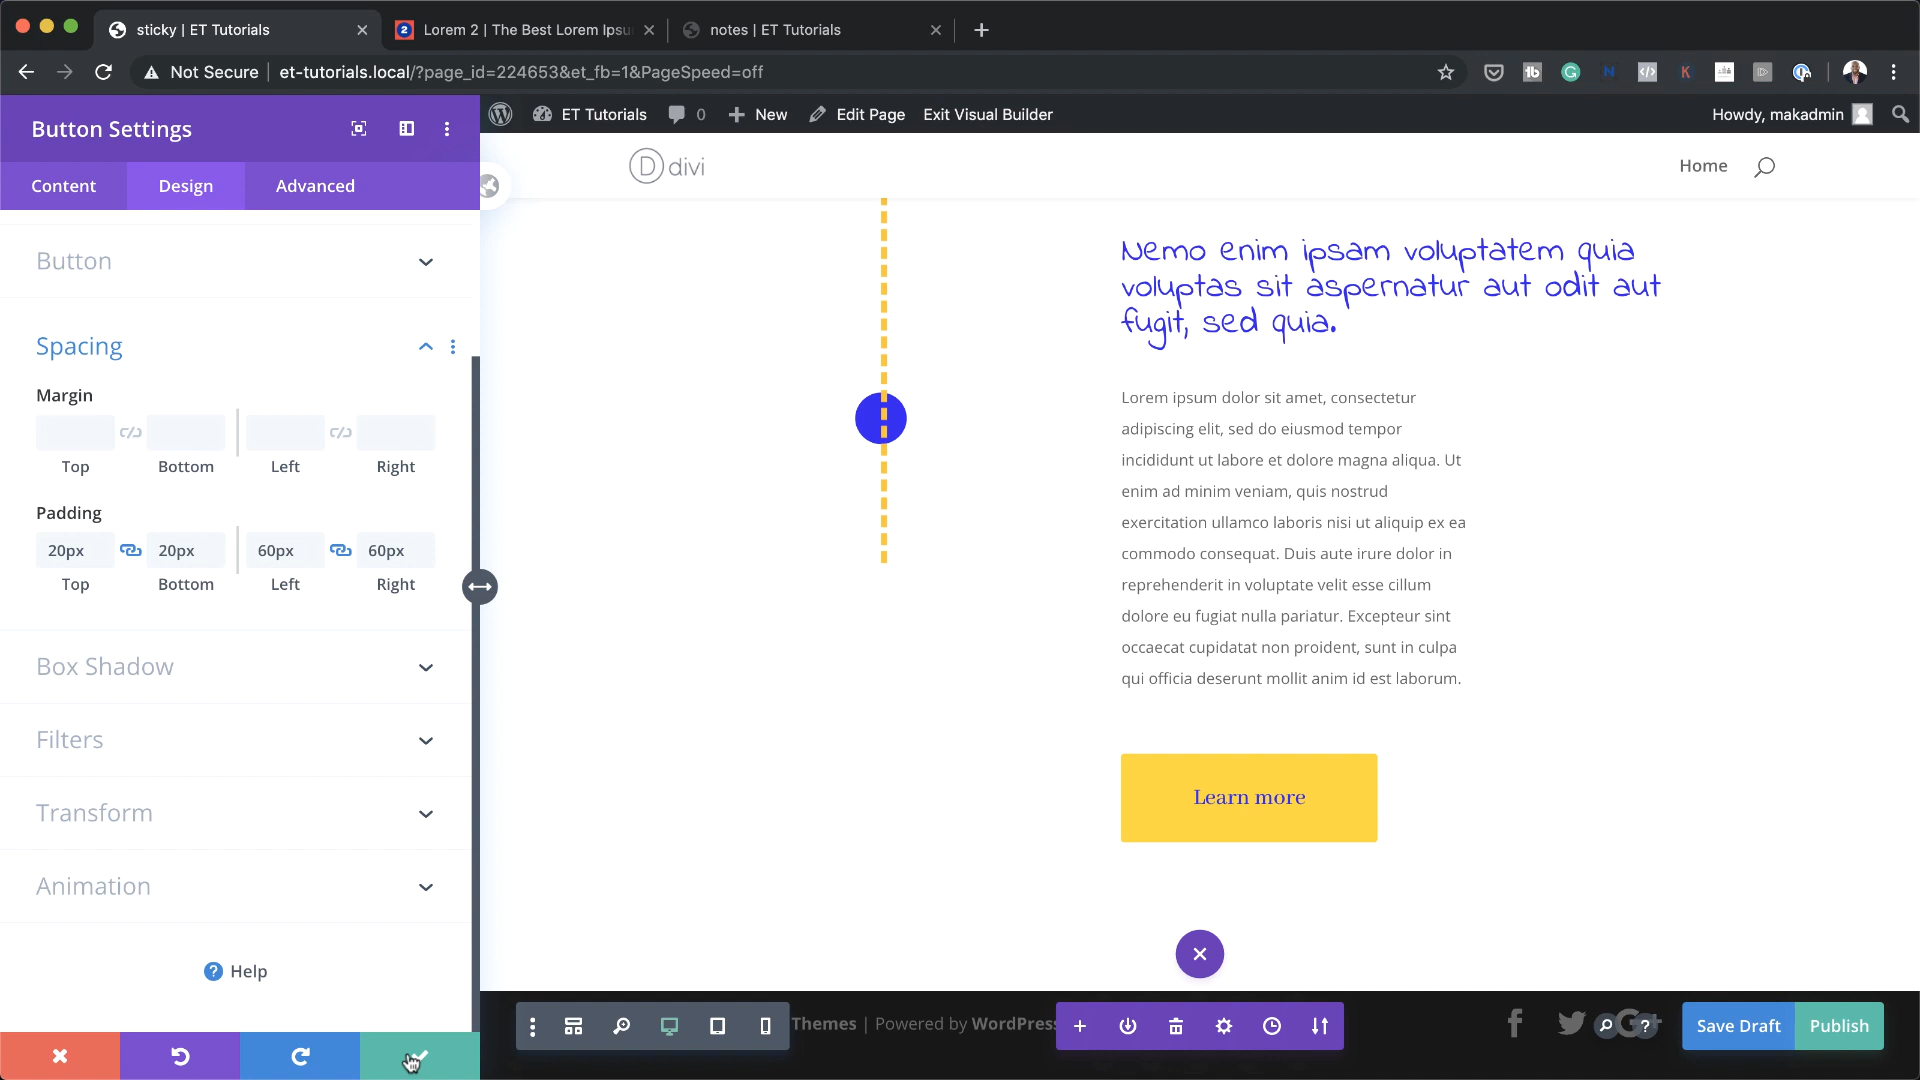 sticky | ET Tutorials
Lorem 2 | The Best Lorem Ipsu
notes | ET Tutorials
Not Secure
et-tutorials.local/?page_id=224653&et_fb=1&PageSpeed=off
ET Tutorials
0
New
Edit Page
Exit Visual Builder
Howdy, makadmin
Button Settings
Content
Design
Advanced
D divi
Home
Button
Spacing
Margin
Top
Bottom
Left
Right
Padding
20px
20px
60px
60px
Top
Bottom
Left
Right
Box Shadow
Filters
Transform
Animation
? Help
Nemo enim ipsam voluptatem quia
voluptas sit aspernatur aut odit aut
fugit, sed quia.
Lorem ipsum dolor sit amet, consectetur
adipiscing elit, sed do eiusmod tempor
incididunt ut labore et dolore magna aliqua. Ut
enim ad minim veniam, quis nostrud
exercitation ullamco laboris nisi ut aliquip ex ea
commodo consequat. Duis aute irure dolor in
reprehenderit in voluptate velit esse cillum
dolore eu fugiat nulla pariatur. Excepteur sint
occaecat cupidatat non proident, sunt in culpa
qui officia deserunt mollit anim id est laborum.
Learn more
Themes | Powered by WordPress
Save Draft
Publish